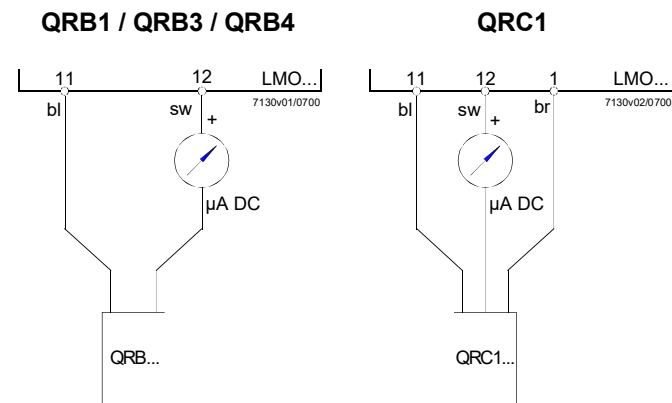 QRB1 / QRB3 / QRB4
11 12 LMO...
7130v01/0700
bl sw +
µA DC
QRB...
QRC1
11 12 1 LMO...
7130v02/0700
bl sw + br
µA DC
QRC1...